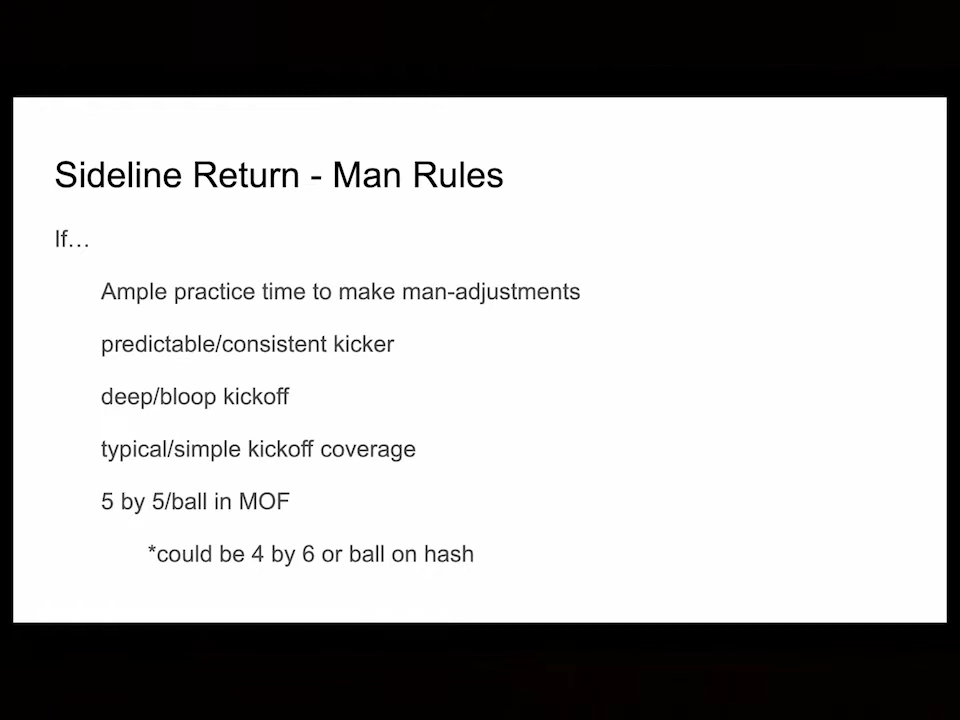 Sideline Return - Man Rules
If…
Ample practice time to make man-adjustments
predictable/consistent kicker
deep/bloop kickoff
typical/simple kickoff coverage
5 by 5/ball in MOF
*could be 4 by 6 or ball on hash